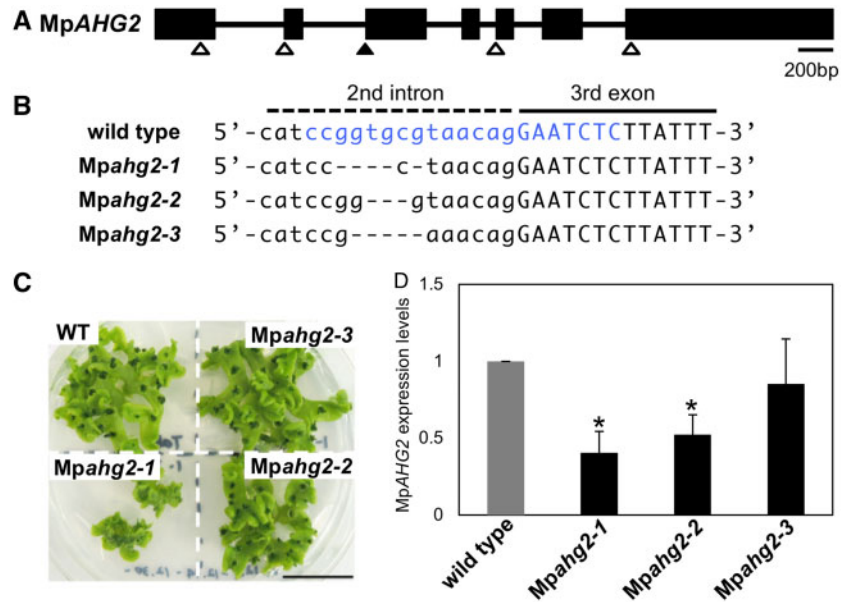 A MpAHG2
200bp
B
2nd intron 3rd exon
wild type 5’-catccggtgcgtaacagGAATCTCTTATTT-3’
Mpahg2-1 5’-catcc----c-taacagGAATCTCTTATTT-3’
Mpahg2-2 5’-catccgg---gtaacagGAATCTCTTATTT-3’
Mpahg2-3 5’-catccg-----aaacagGAATCTCTTATTT-3’
C
WT
Mpahg2-3
Mpahg2-1
Mpahg2-2
D
MpAHG2 expression levels
1.5
1
0.5
0
* *
wild type
Mpahg2-1
Mpahg2-2
Mpahg2-3